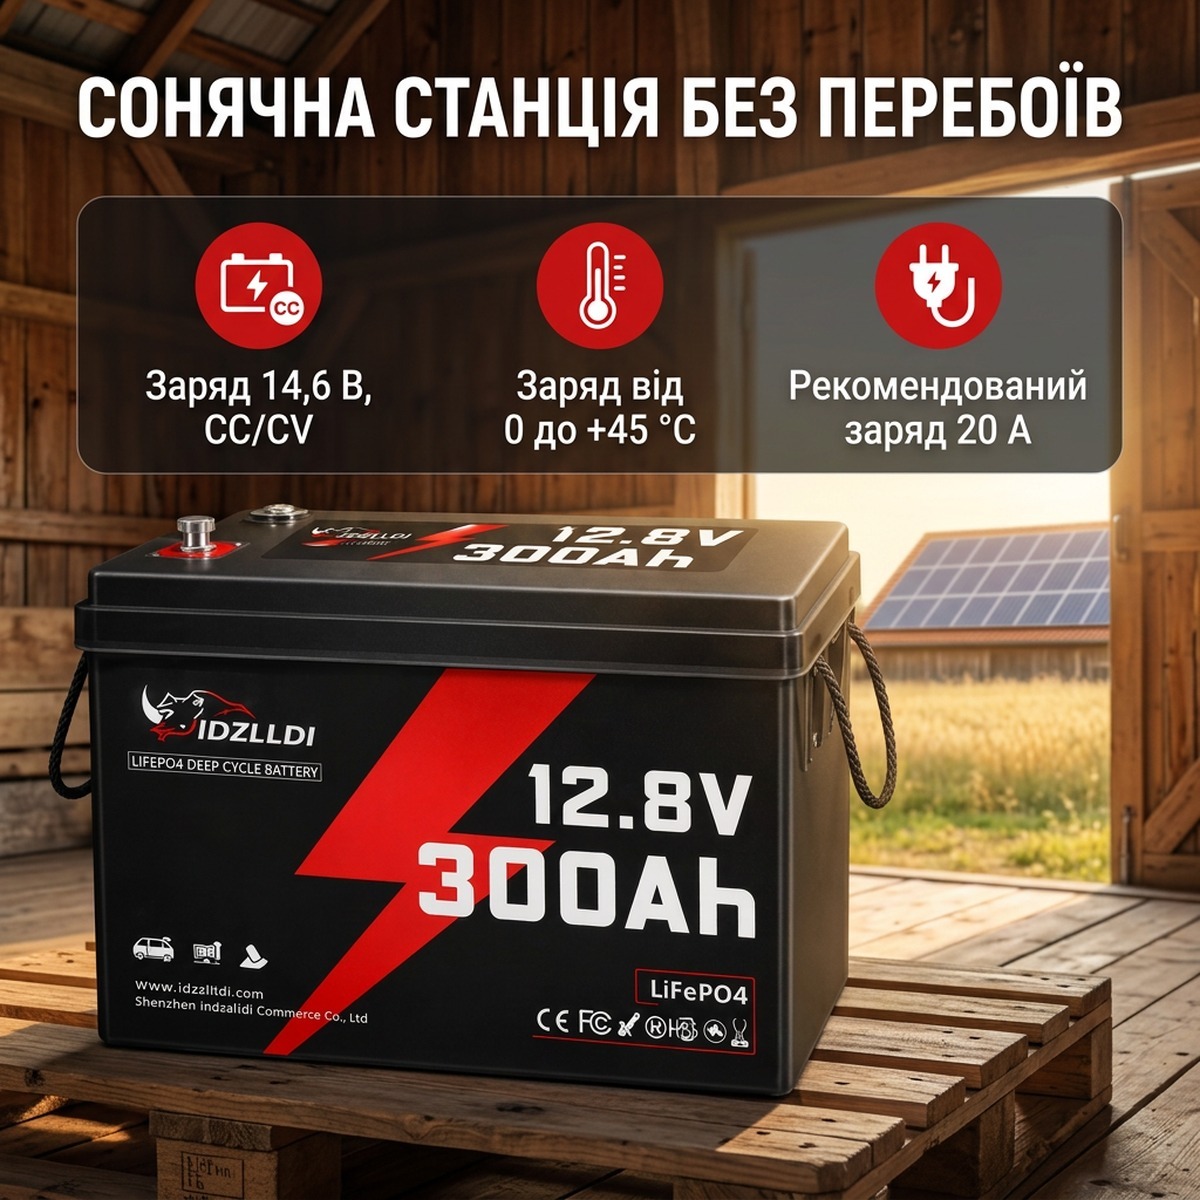 СОНЯЧНА СТАНЦІЯ БЕЗ ПЕРЕБОЇВ
CC
Заряд 14,6 В,
CC/CV
Заряд від
0 до +45 °C
Рекомендований
заряд 20 А
12.8V
300Ah
IDZLLDI
LIFEPO4 DEEP CYCLE BATTERY
12.8V
300Ah
www.idzlltdi.com
Shenzhen indzalidi Commerce Co., Ltd
LiFePO4
CE FC